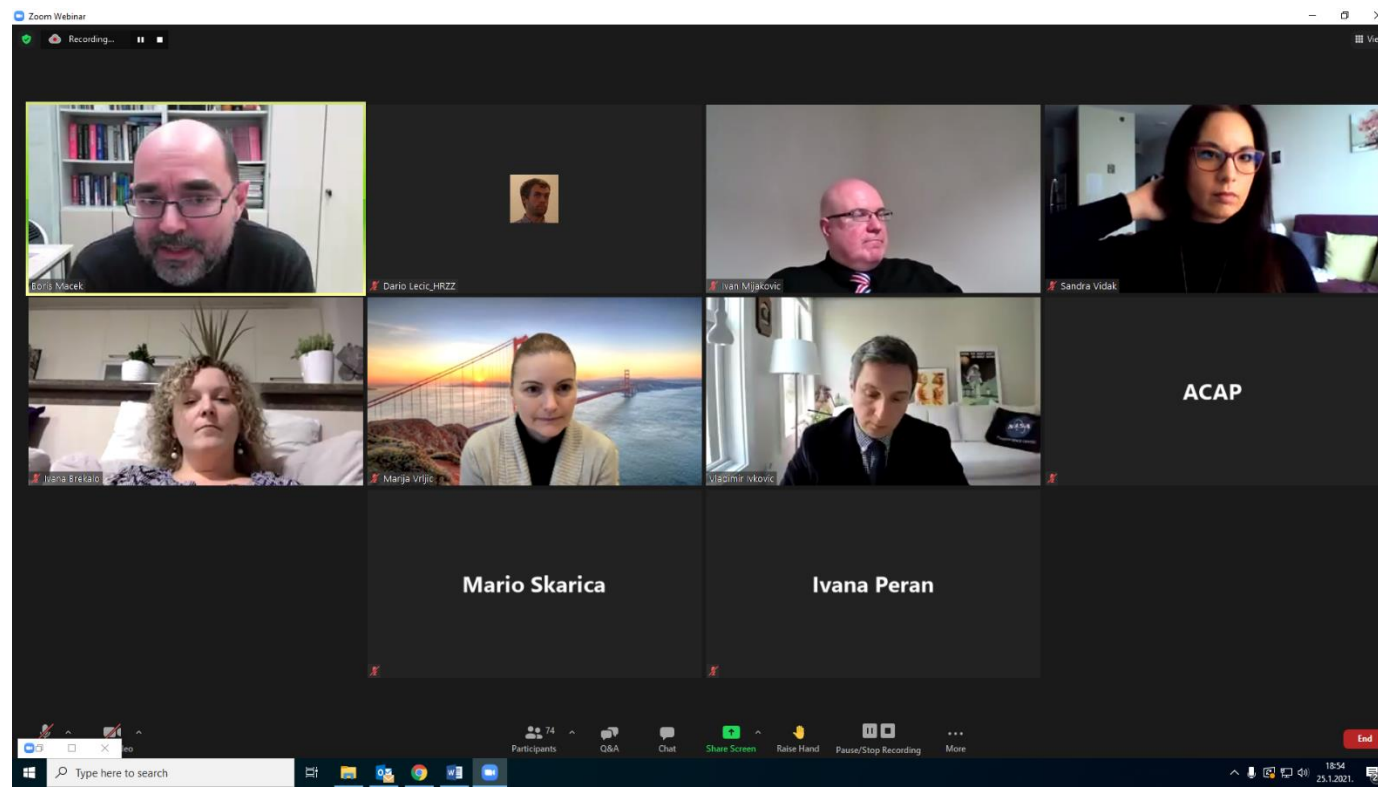 Zoom Webinar
Recording...
Boris Macek
Dario Lecic_HRZZ
Ivan Mijakovic
Sandra Vidak
Ivana Brekalo
Marija Vrljic
Vladimir Ivkovic
NASA
ACAP
Mario Skarica
Ivana Peran
74
Participants
Q&A
Chat
Share Screen
Raise Hand
Pause/Stop Recording
More
End
Type here to search
18:54
25.1.2021.